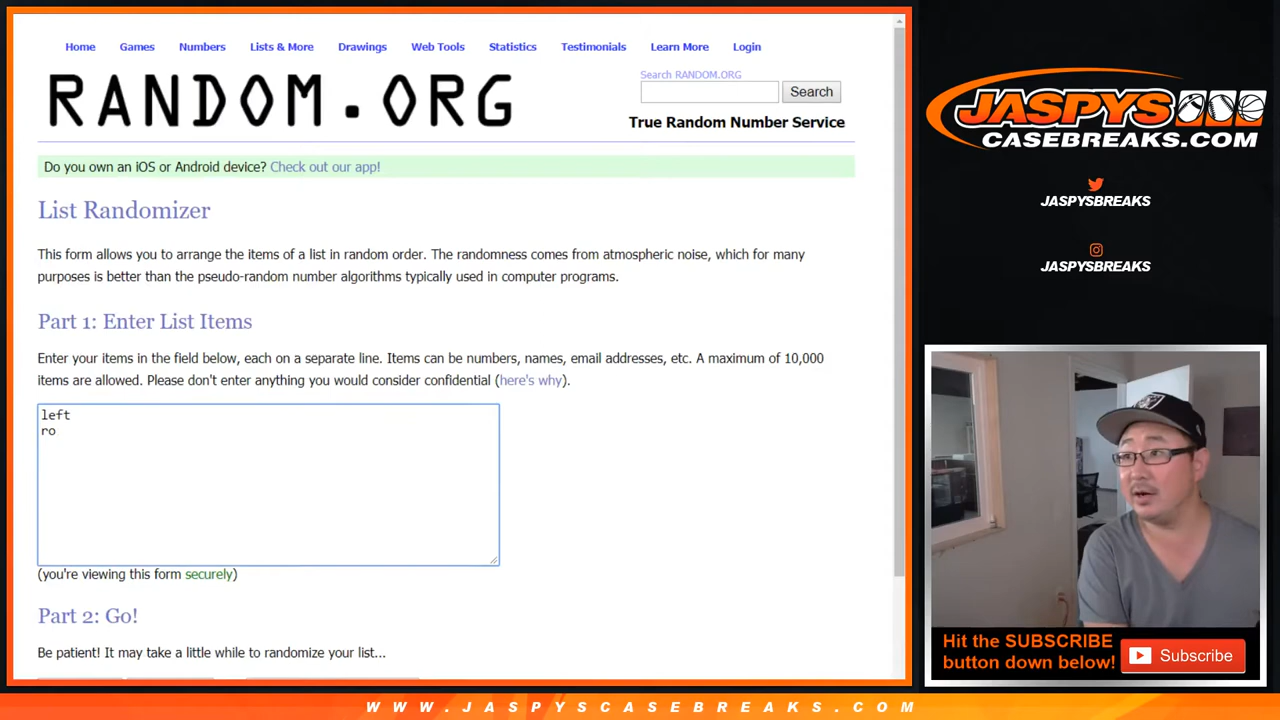 Home Games Numbers Lists & More Drawings Web Tools Statistics Testimonials Learn More Login
RANDOM.ORG
Search RANDOM.ORG
Search
True Random Number Service
Do you own an iOS or Android device? Check out our app!
List Randomizer
This form allows you to arrange the items of a list in random order. The randomness comes from atmospheric noise, which for many
purposes is better than the pseudo-random number algorithms typically used in computer programs.
Part 1: Enter List Items
Enter your items in the field below, each on a separate line. Items can be numbers, names, email addresses, etc. A maximum of 10,000
items are allowed. Please don't enter anything you would consider confidential (here's why).
left
ro
(you're viewing this form securely)
Part 2: Go!
Be patient! It may take a little while to randomize your list...
JASPYS
CASEBREAKS.COM
JASPYSBREAKS
JASPYSBREAKS
Hit the SUBSCRIBE
button down below!
Subscribe
WWW.JASPYSCASEBREAKS.COM